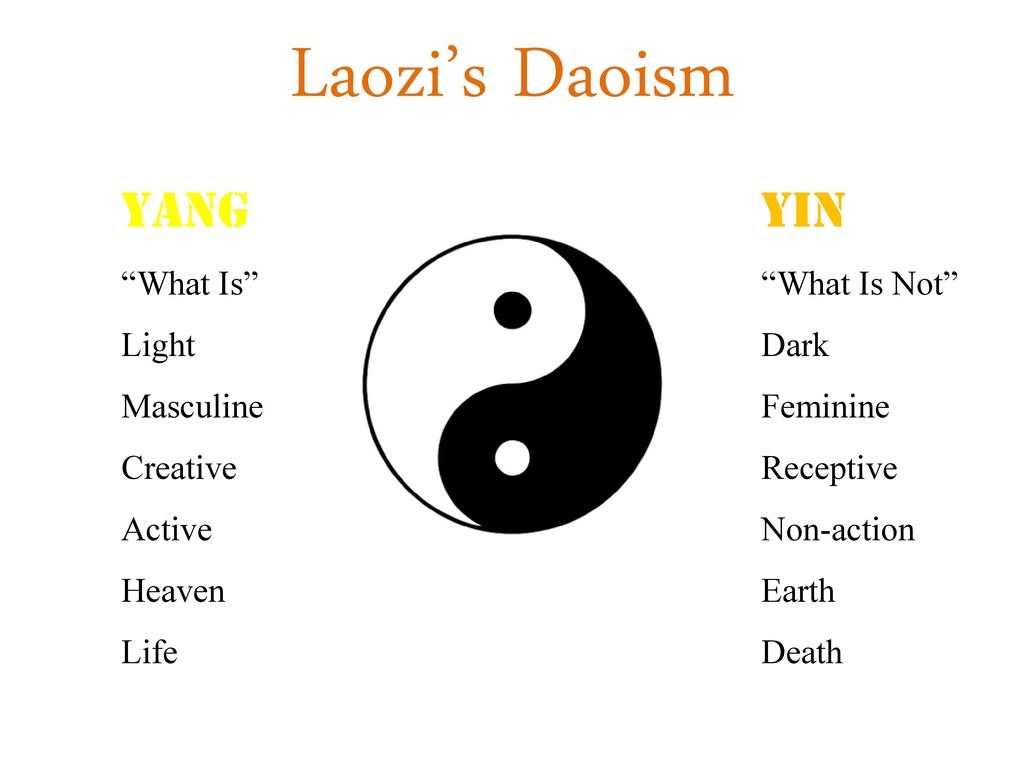 Laozi’s Daoism
YANG
“What Is”
Light
Masculine
Creative
Active
Heaven
Life
YIN
“What Is Not”
Dark
Feminine
Receptive
Non-action
Earth
Death